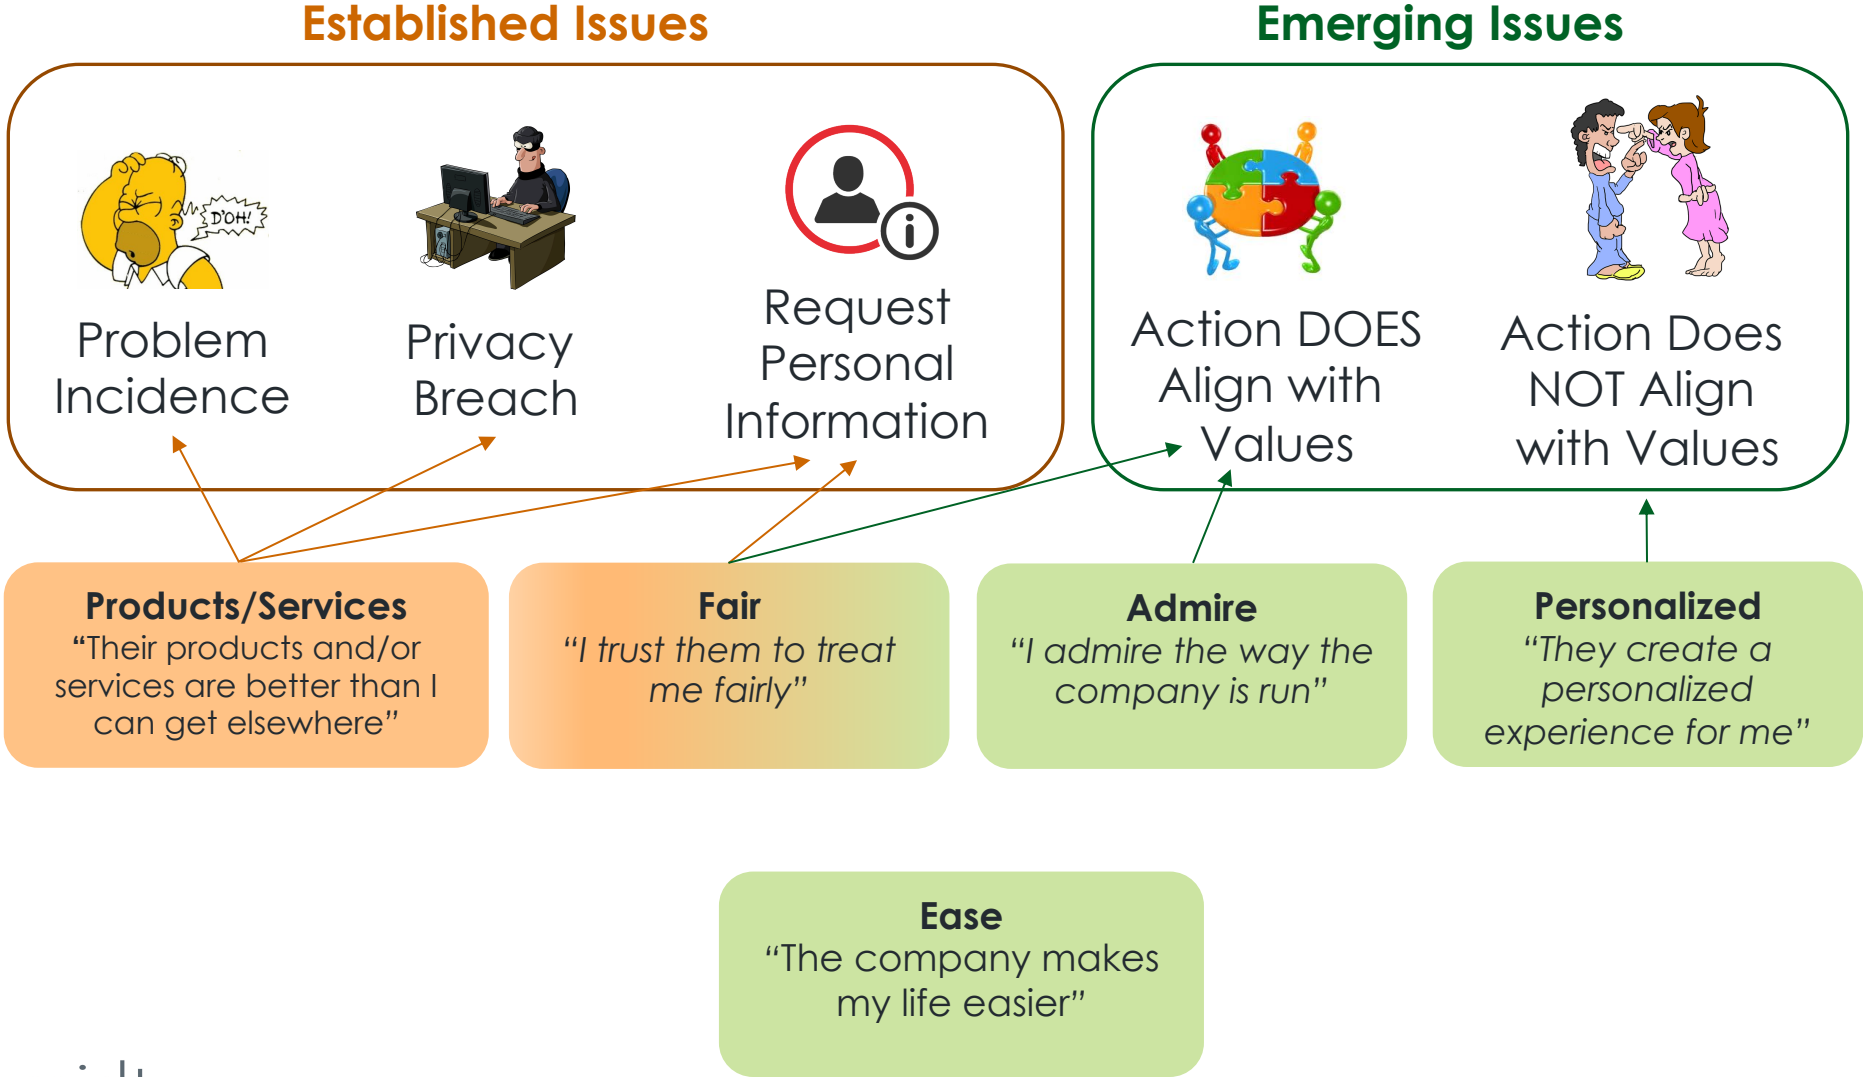 Established Issues
Emerging Issues
D'OH!
Problem
Incidence
Privacy
Breach
Request
Personal
Information
Action DOES
Align with
Values
Action Does
NOT Align
with Values
Products/Services
“Their products and/or
services are better than I
can get elsewhere”
Fair
“I trust them to treat
me fairly”
Admire
“I admire the way the
company is run”
Personalized
“They create a
personalized
experience for me”
Ease
“The company makes
my life easier”